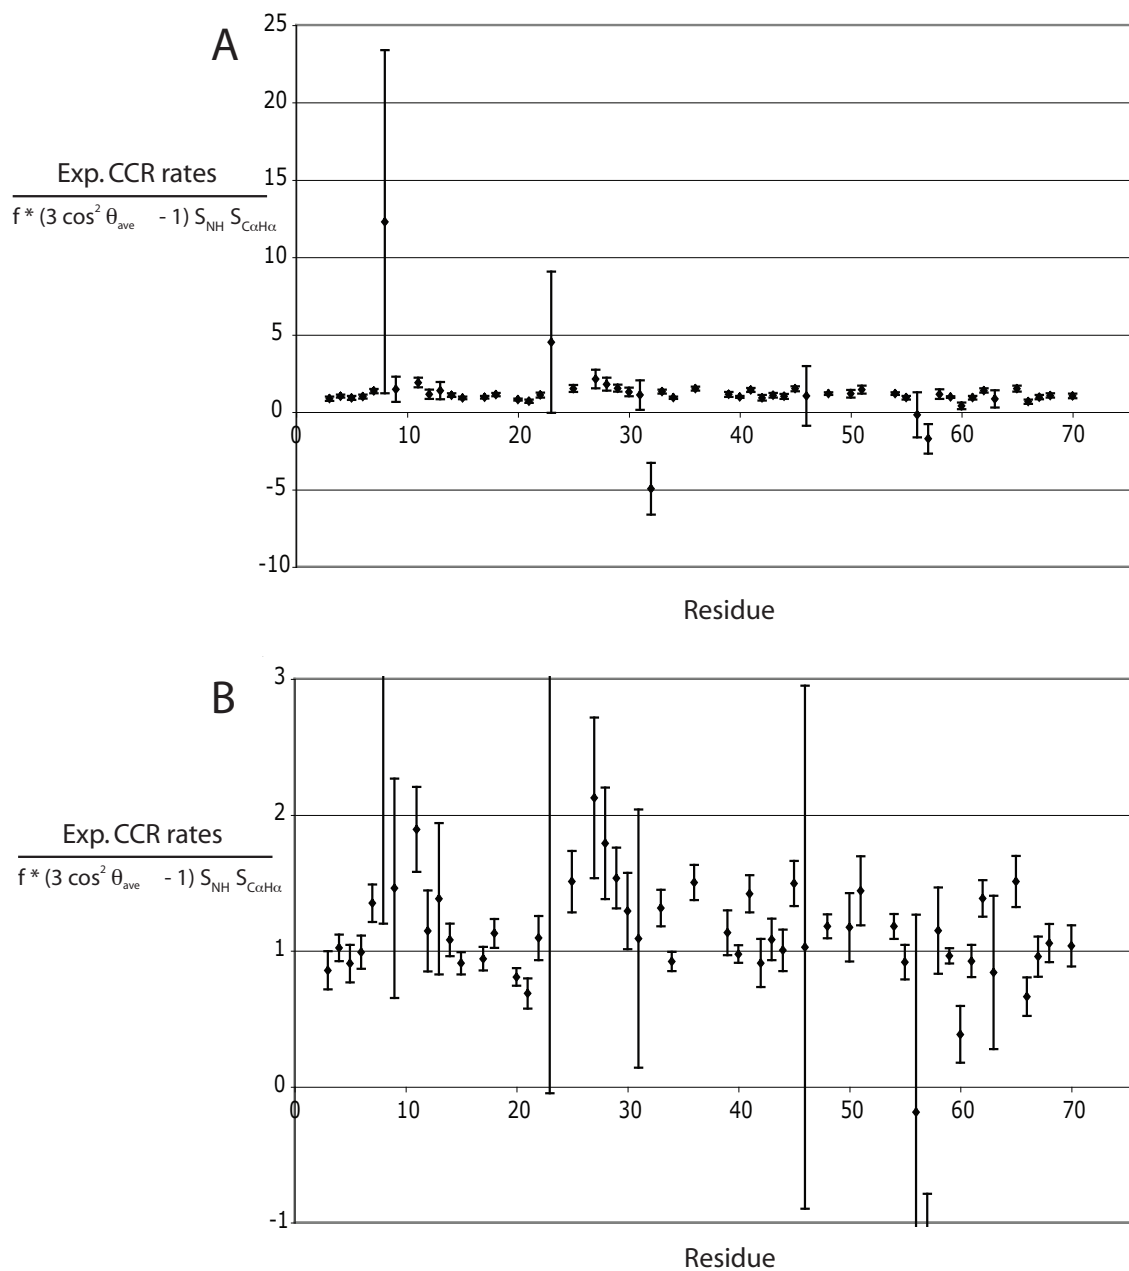 A
25
20
15
10
5
0
-5
-10
Exp. CCR rates
f * (3 cos² θave - 1) SNH SCαHα
0 10 20 30 40 50 60 70
Residue
B
3
2
1
0
-1
Exp. CCR rates
f * (3 cos² θave - 1) SNH SCαHα
0 10 20 30 40 50 60 70
Residue